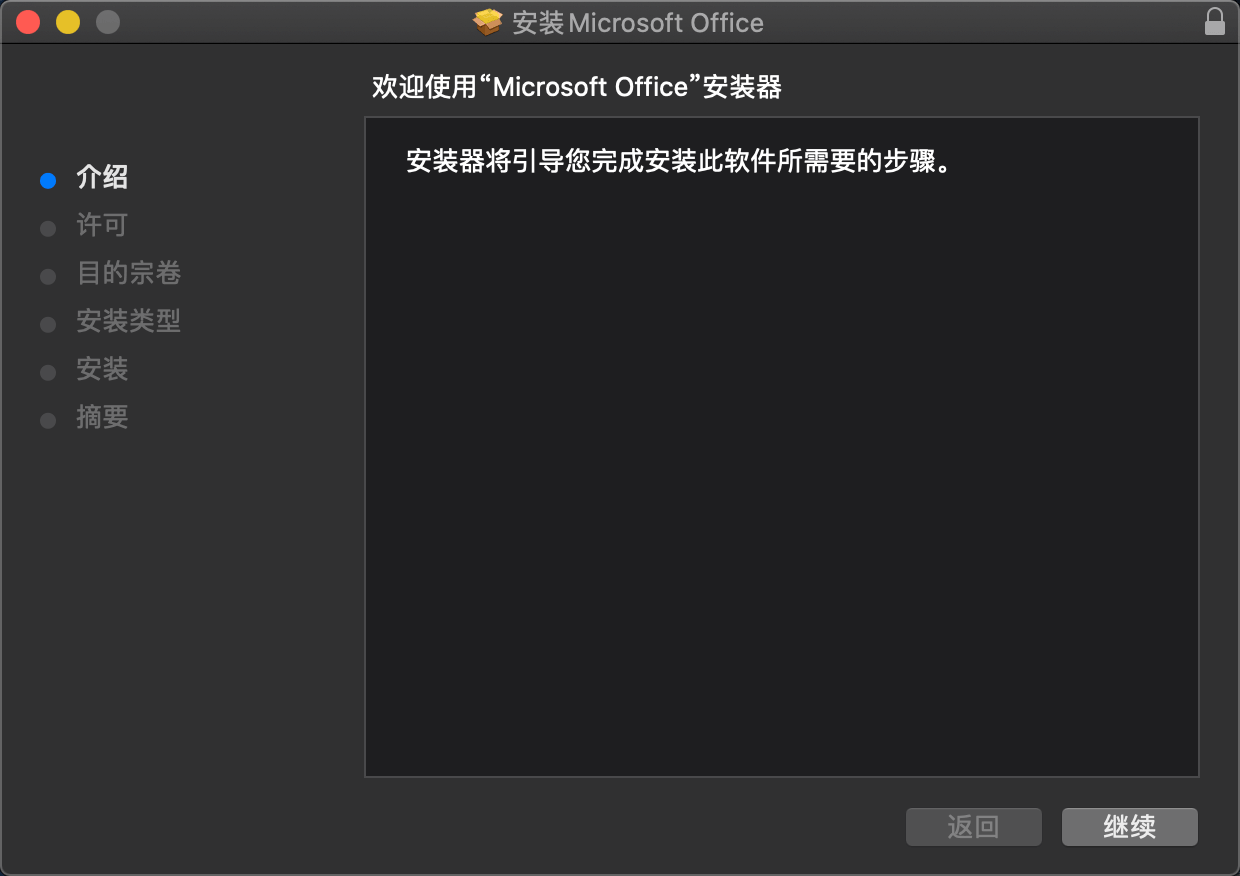 安装Microsoft Office
欢迎使用“Microsoft Office”安装器
介绍
许可
目的宗卷
安装类型
安装
摘要
安装器将引导您完成安装此软件所需要的步骤。
返回
继续